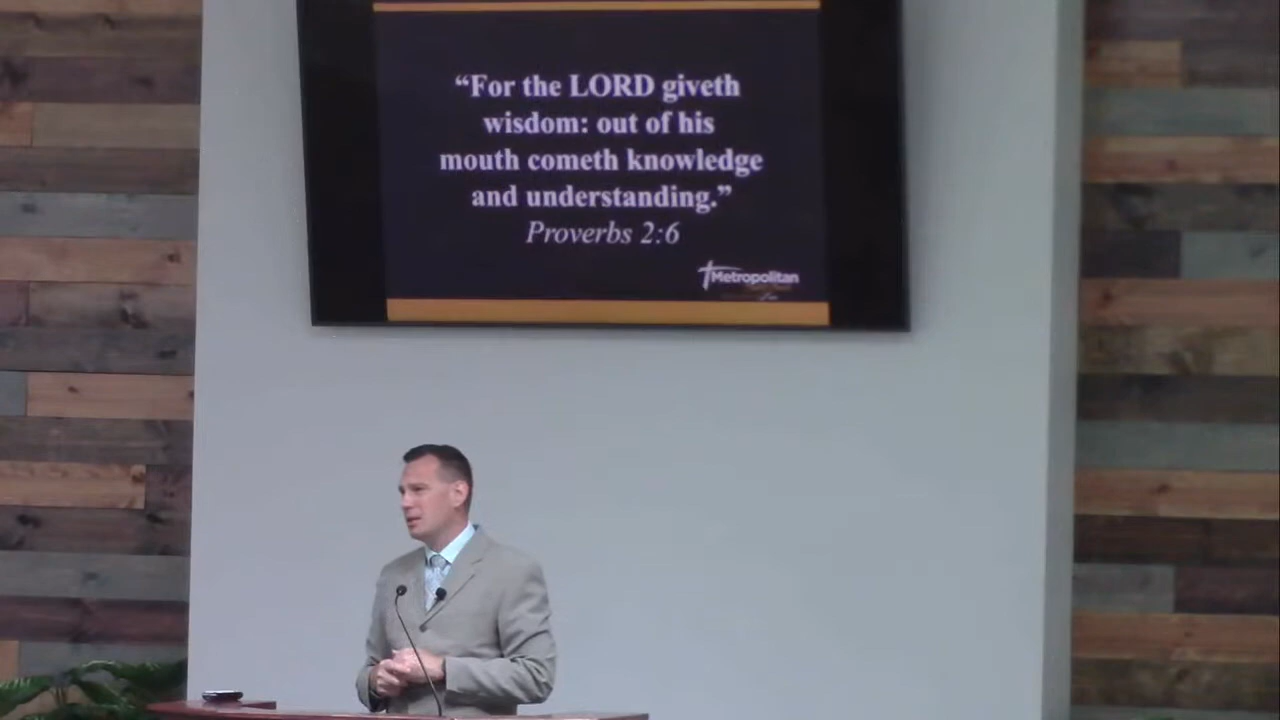 “For the LORD giveth
wisdom: out of his
mouth cometh knowledge
and understanding.”
Proverbs 2:6
Metropolitan